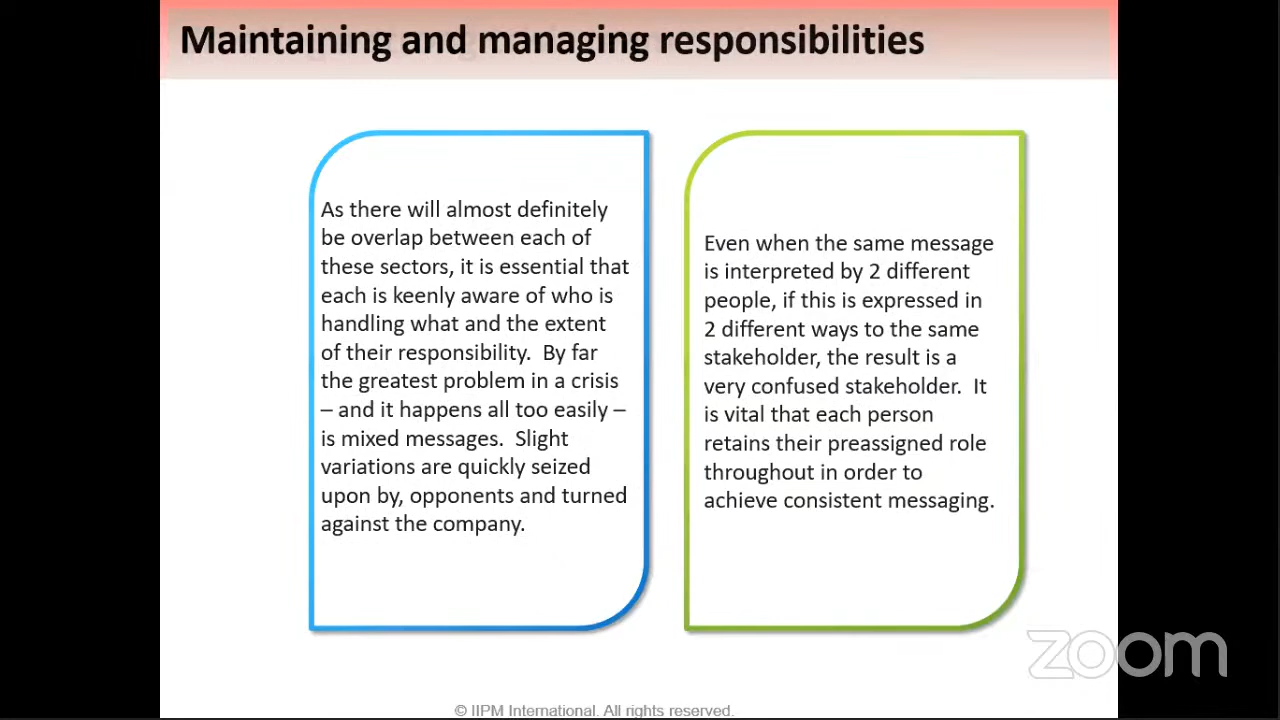 Maintaining and managing responsibilities
As there will almost definitely
be overlap between each of
these sectors, it is essential that
each is keenly aware of who is
handling what and the extent
of their responsibility.  By far
the greatest problem in a crisis
– and it happens all too easily –
is mixed messages.  Slight
variations are quickly seized
upon by, opponents and turned
against the company.
Even when the same message
is interpreted by 2 different
people, if this is expressed in
2 different ways to the same
stakeholder, the result is a
very confused stakeholder.  It
is vital that each person
retains their preassigned role
throughout in order to
achieve consistent messaging.
zoom
© IIPM International. All rights reserved.